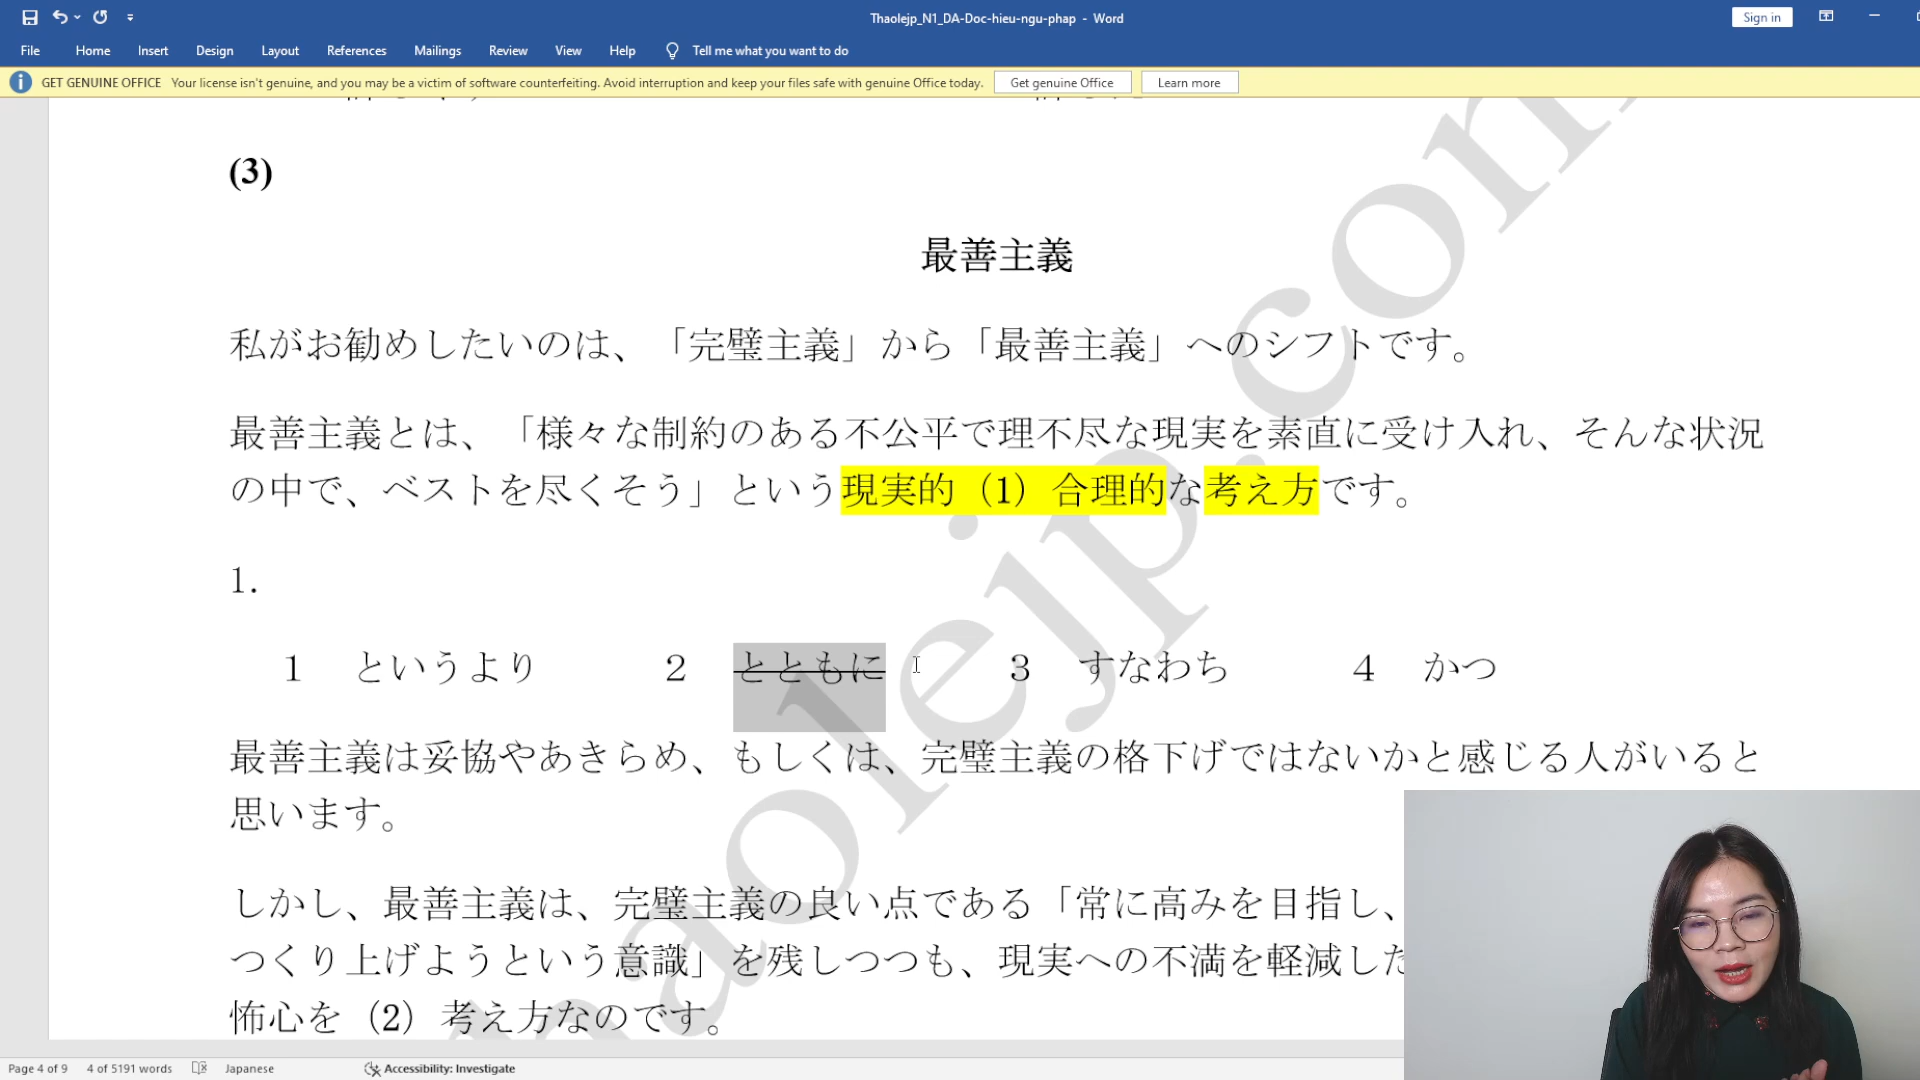 Thaolejp_N1_DA-Doc-hieu-ngu-phap - Word
Sign in
File Home Insert Design Layout References Mailings Review View Help Tell me what you want to do
GET GENUINE OFFICE Your license isn't genuine, and you may be a victim of software counterfeiting. Avoid interruption and keep your files safe with genuine Office today. Get genuine Office Learn more
(3)
最善主義
私がお勧めしたいのは、「完璧主義」から「最善主義」へのシフトです。
最善主義とは、「様々な制約のある不公平で理不尽な現実を素直に受け入れ、そんな状況
の中で、ベストを尽くそう」という現実的（1）合理的な考え方です。
1.
1 というより 2 とともに 3 すなわち 4 かつ
最善主義は妥協やあきらめ、もしくは、完璧主義の格下げではないかと感じる人がいると
思います。
しかし、最善主義は、完璧主義の良い点である「常に高みを目指し、
つくり上げようという意識」を残しつつも、現実への不満を軽減した
怖心を（2）考え方なのです。
thaolejp.com
Page 4 of 9 4 of 5191 words Japanese Accessibility: Investigate